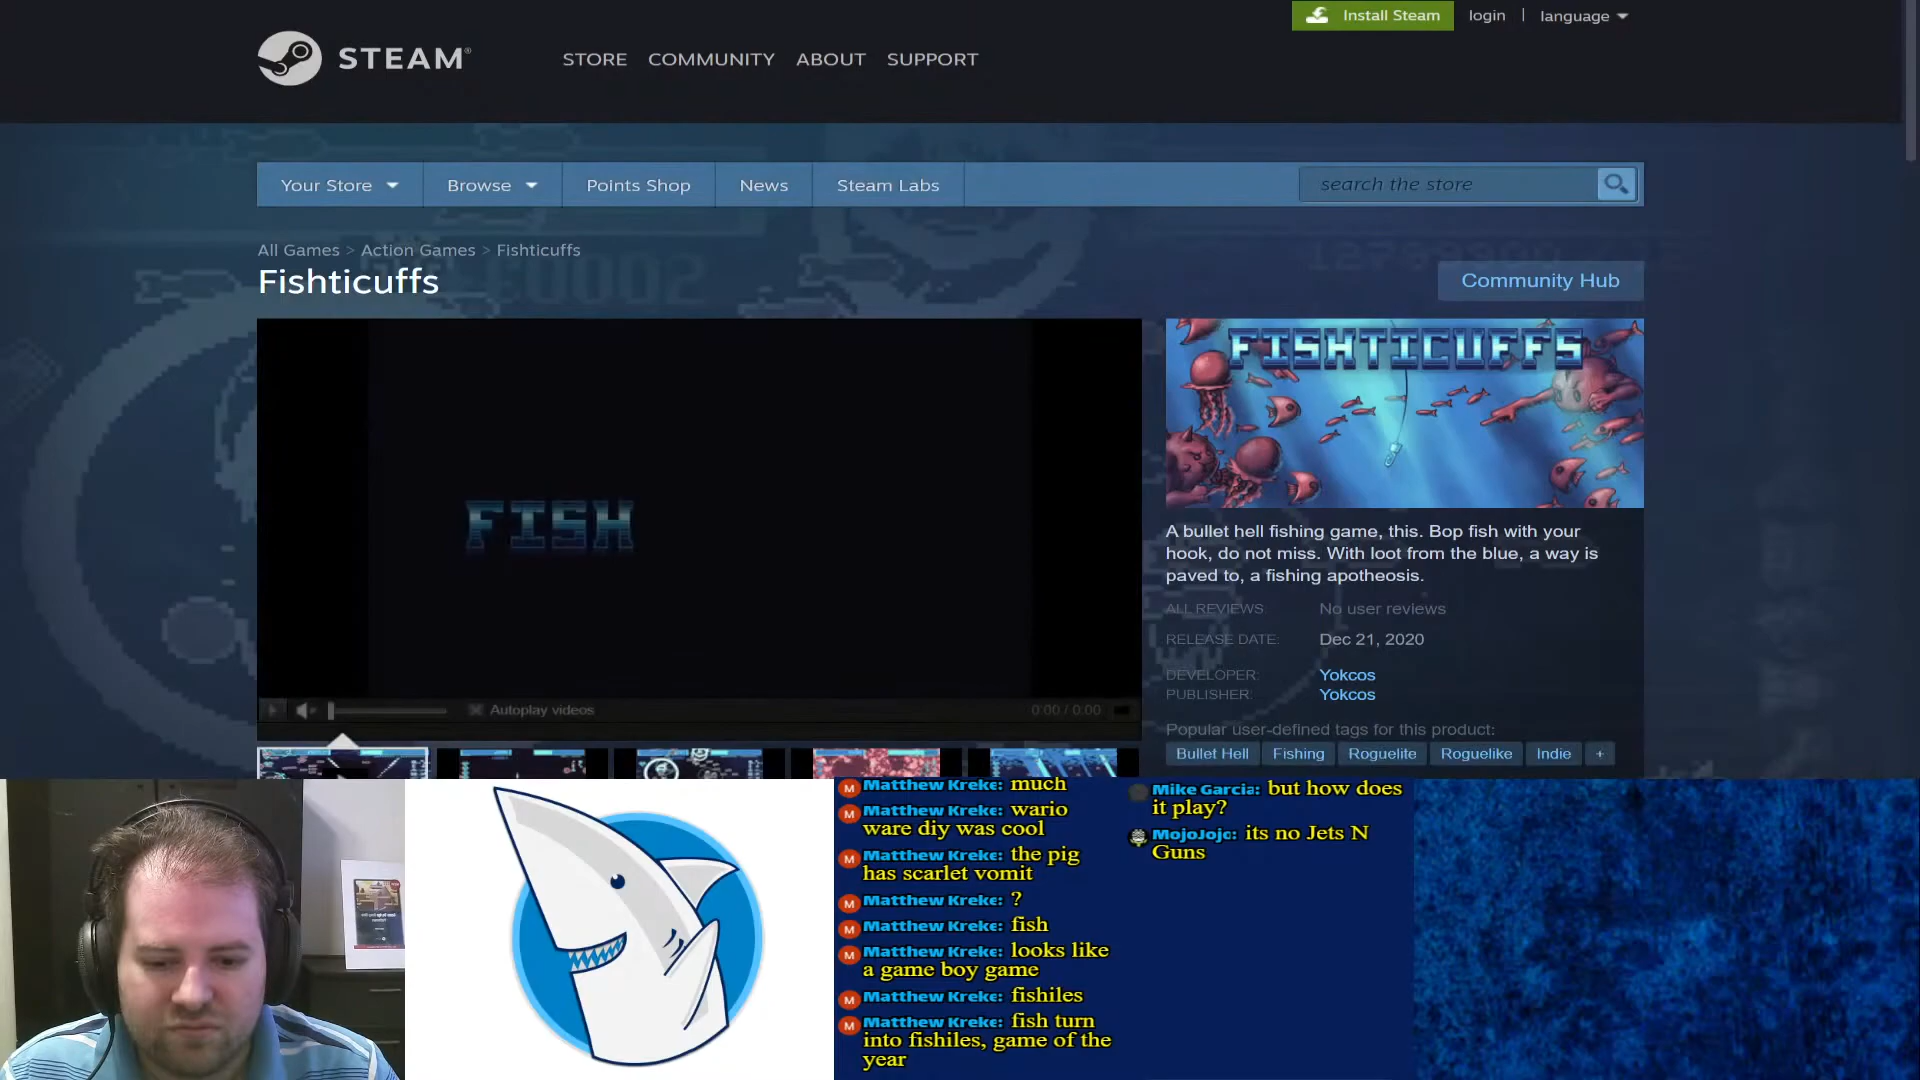 Install Steam
login
|
language
STEAM®
STORE
COMMUNITY
ABOUT
SUPPORT
Your Store
Browse
Points Shop
News
Steam Labs
search the store
All Games > Action Games > Fishticuffs
Fishticuffs
Community Hub
FISH
Autoplay videos
0:00 / 0:00
FISHTICUFFS
A bullet hell fishing game, this. Bop fish with your
hook, do not miss. With loot from the blue, a way is
paved to, a fishing apotheosis.
ALL REVIEWS:
No user reviews
RELEASE DATE:
Dec 21, 2020
DEVELOPER:
Yokcos
PUBLISHER:
Yokcos
Popular user-defined tags for this product:
Bullet Hell
Fishing
Roguelite
Roguelike
Indie
+
M Matthew Kreke: much
M Matthew Kreke: wario
ware diy was cool
M Matthew Kreke: the pig
has scarlet vomit
M Matthew Kreke: ?
M Matthew Kreke: fish
M Matthew Kreke: looks like
a game boy game
M Matthew Kreke: fishiles
M Matthew Kreke: fish turn
into fishiles, game of the
year
Mike Garcia: but how does
it play?
MojoJojo: its no Jets N
Guns